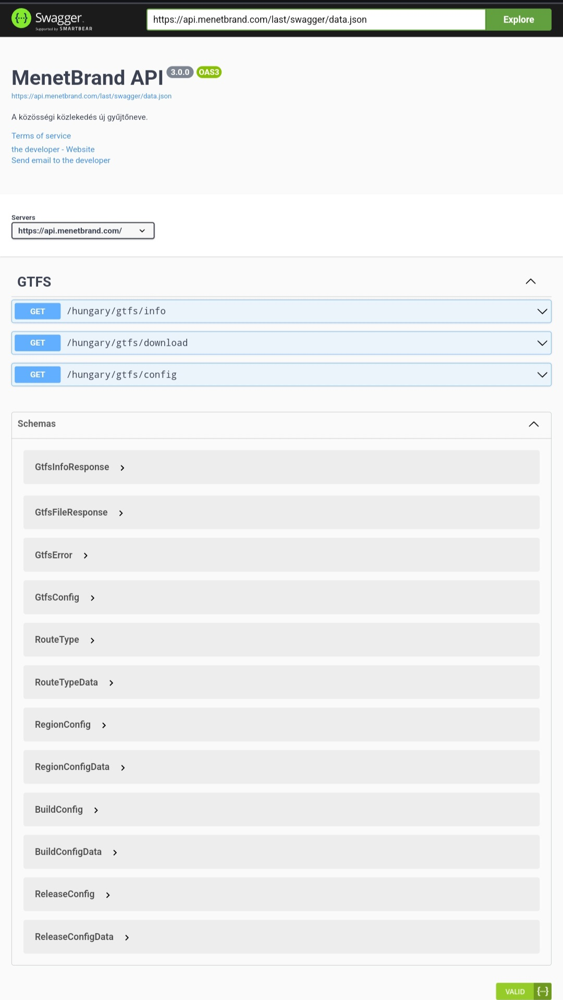 Swagger.
Supported by SMARTBEAR
https://api.menetbrand.com/last/swagger/data.json
Explore
MenetBrand API 3.0.0 OAS3
https://api.menetbrand.com/last/swagger/data.json
A közösségi közlekedés új gyűjtőneve.
Terms of service
the developer - Website
Send email to the developer
Servers
https://api.menetbrand.com/
GTFS
GET /hungary/gtfs/info
GET /hungary/gtfs/download
GET /hungary/gtfs/config
Schemas
GtfsInfoResponse
GtfsFileResponse
GtfsError
GtfsConfig
RouteType
RouteTypeData
RegionConfig
RegionConfigData
BuildConfig
BuildConfigData
ReleaseConfig
ReleaseConfigData
VALID {···}